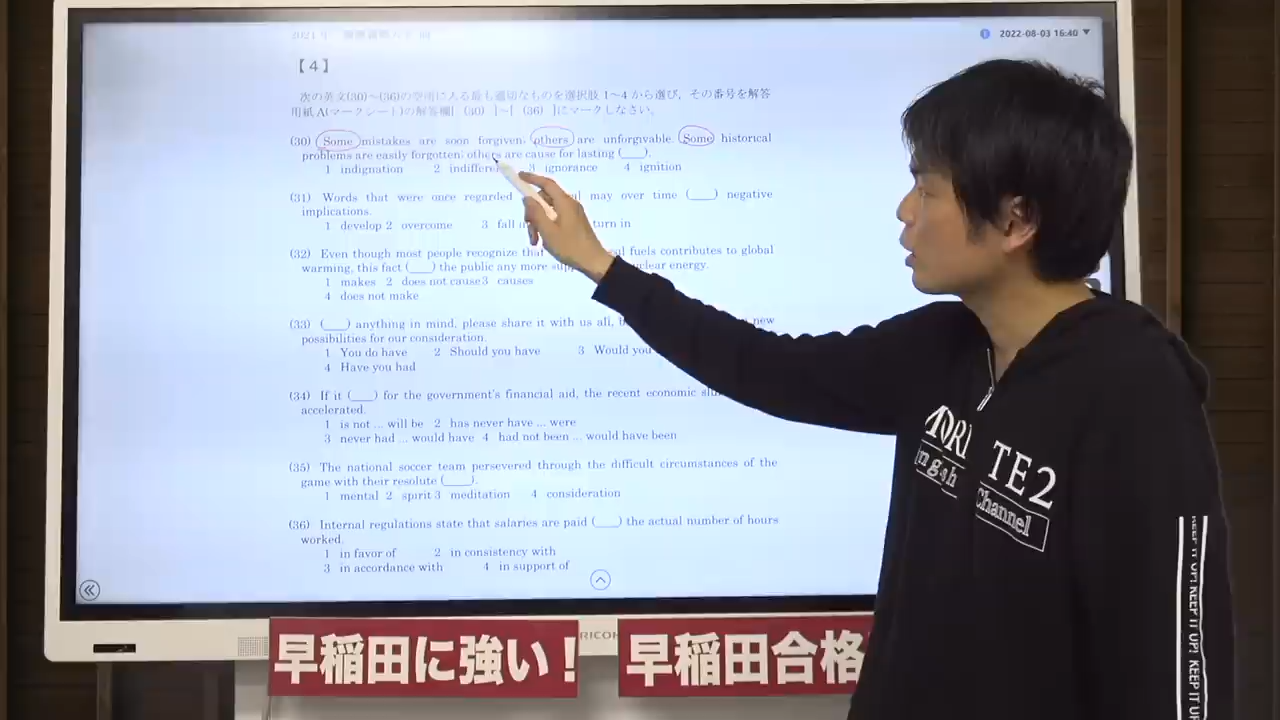 2022-08-03 16:40
【4】
次の英文(30)～(36)の空所に入る最も適切なものを選択肢 1～4 から選び，その番号を解答
用紙 A(マークシート)の解答欄[ (30) ]～[ (36) ]にマークしなさい。
(30) Some mistakes are soon forgiven; others are unforgivable. Some historical
problems are easily forgotten; others are cause for lasting (___).
1 indignation 2 indifferen 3 ignorance 4 ignition
(31) Words that were once regarded may over time (___) negative
implications.
1 develop 2 overcome 3 fall turn in
(32) Even though most people recognize that fuels contributes to global
warming, this fact (___) the public any more energy.
1 makes 2 does not cause 3 causes
4 does not make
(33) (___) anything in mind, please share it with us all, new
possibilities for our consideration.
1 You do have 2 Should you have 3 Would you
4 Have you had
(34) If it (___) for the government's financial aid, the recent economic
accelerated.
1 is not ... will be 2 has never have ... were
3 never had ... would have 4 had not been ... would have been
(35) The national soccer team persevered through the difficult circumstances of the
game with their resolute (___).
1 mental 2 spirit 3 meditation 4 consideration
(36) Internal regulations state that salaries are paid (___) the actual number of hours
worked.
1 in favor of 2 in consistency with
3 in accordance with 4 in support of
RICOH
早稲田に強い！
早稲田合格
TE2
Channel
KEEP IT UP! KEEP IT UP! KEEP IT UP